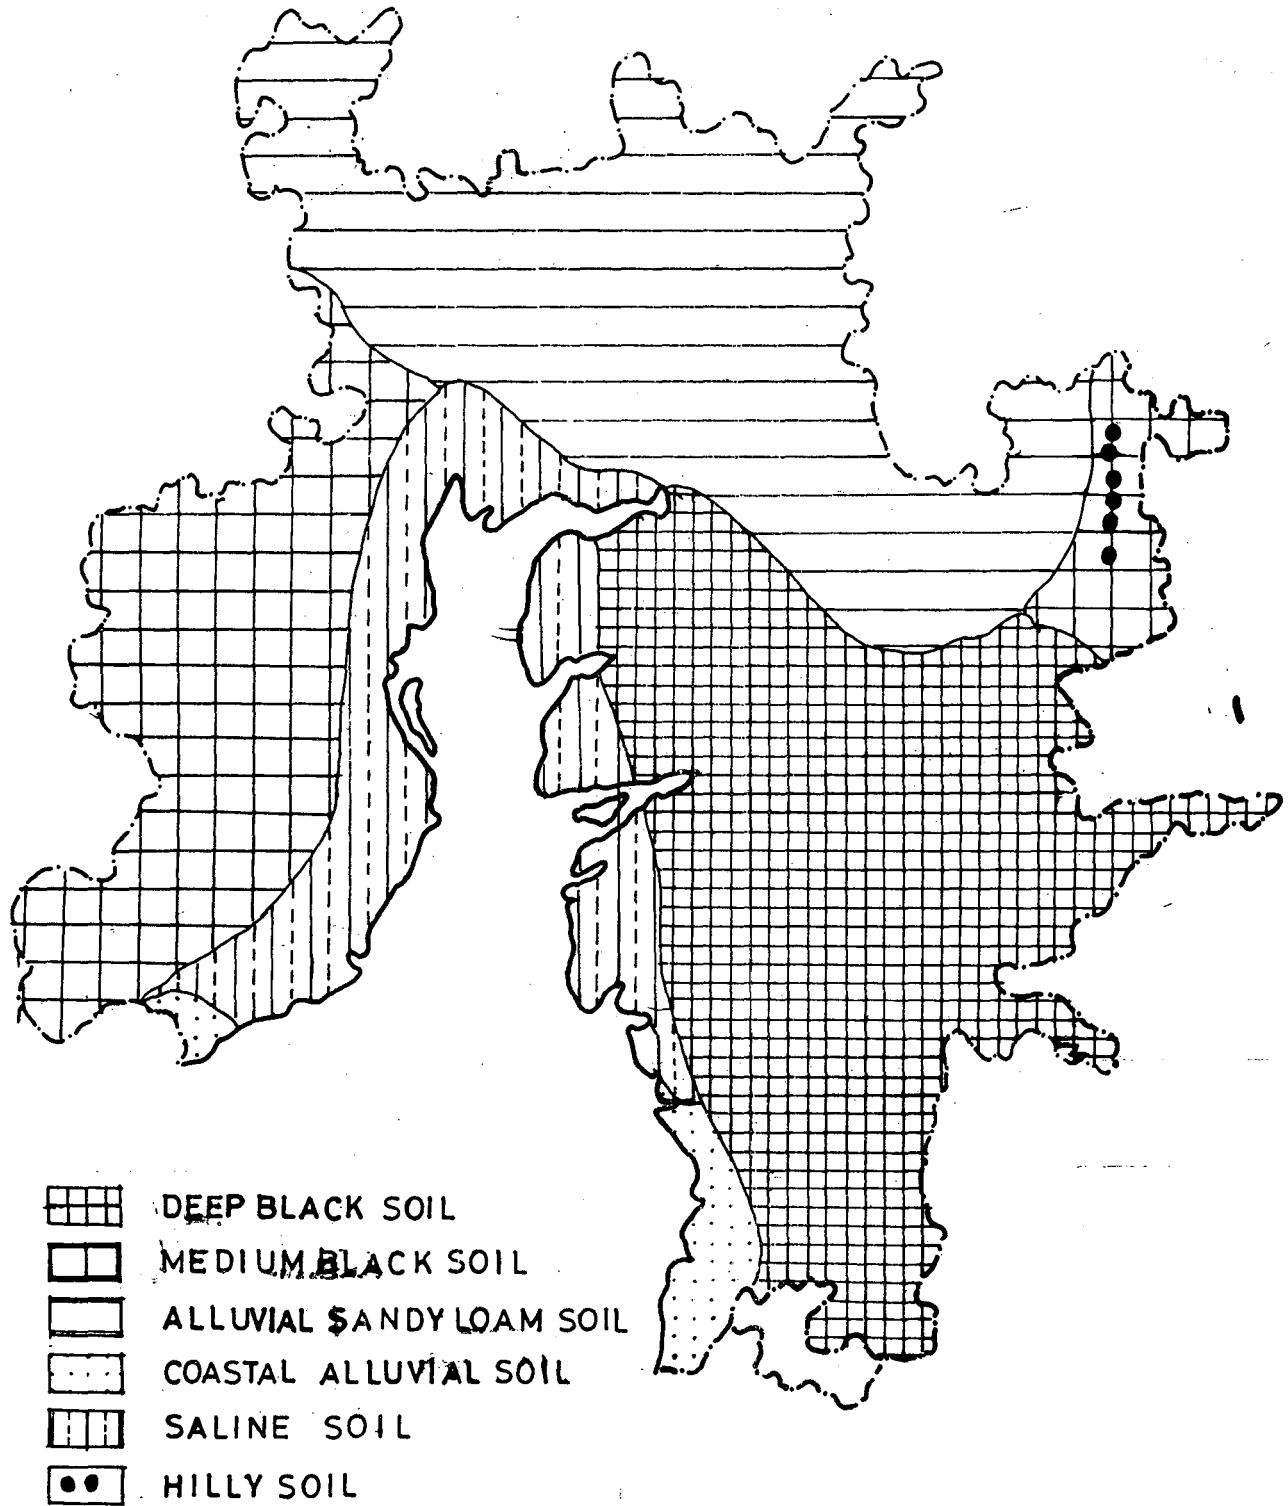 DEEP BLACK SOIL
MEDIUM BLACK SOIL
ALLUVIAL SANDY LOAM SOIL
COASTAL ALLUVIAL SOIL
SALINE SOIL
HILLY SOIL